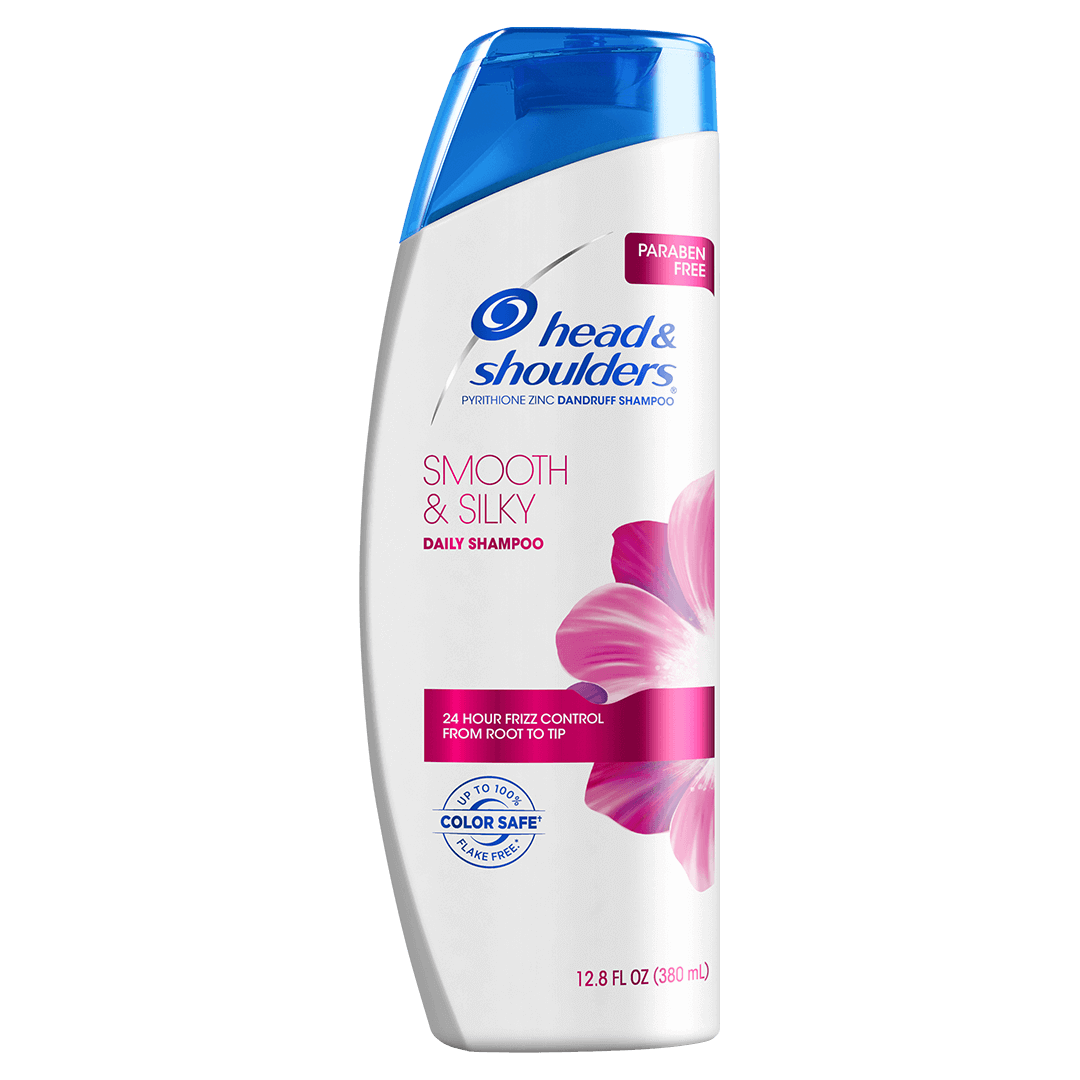 PARABEN
FREE
head &
shoulders®
PYRITHIONE ZINC DANDRUFF SHAMPOO
SMOOTH
& SILKY
DAILY SHAMPOO
24 HOUR FRIZZ CONTROL
FROM ROOT TO TIP
UP TO 100%
COLOR SAFE†
FLAKE FREE.*
12.8 FL OZ (380 mL)